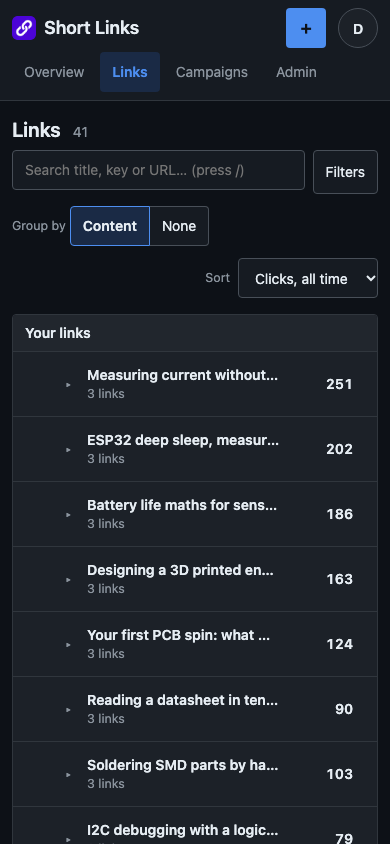 Short Links
+
D
Overview Links Campaigns Admin
Links 41
Search title, key or URL... (press /)
Filters
Group by Content None
Sort Clicks, all time
Your links
Measuring current without...
251
3 links
ESP32 deep sleep, measur...
202
3 links
Battery life maths for sens...
186
3 links
Designing a 3D printed en...
163
3 links
Your first PCB spin: what ...
124
3 links
Reading a datasheet in ten...
90
3 links
Soldering SMD parts by ha...
103
3 links
I2C debugging with a logic...
79